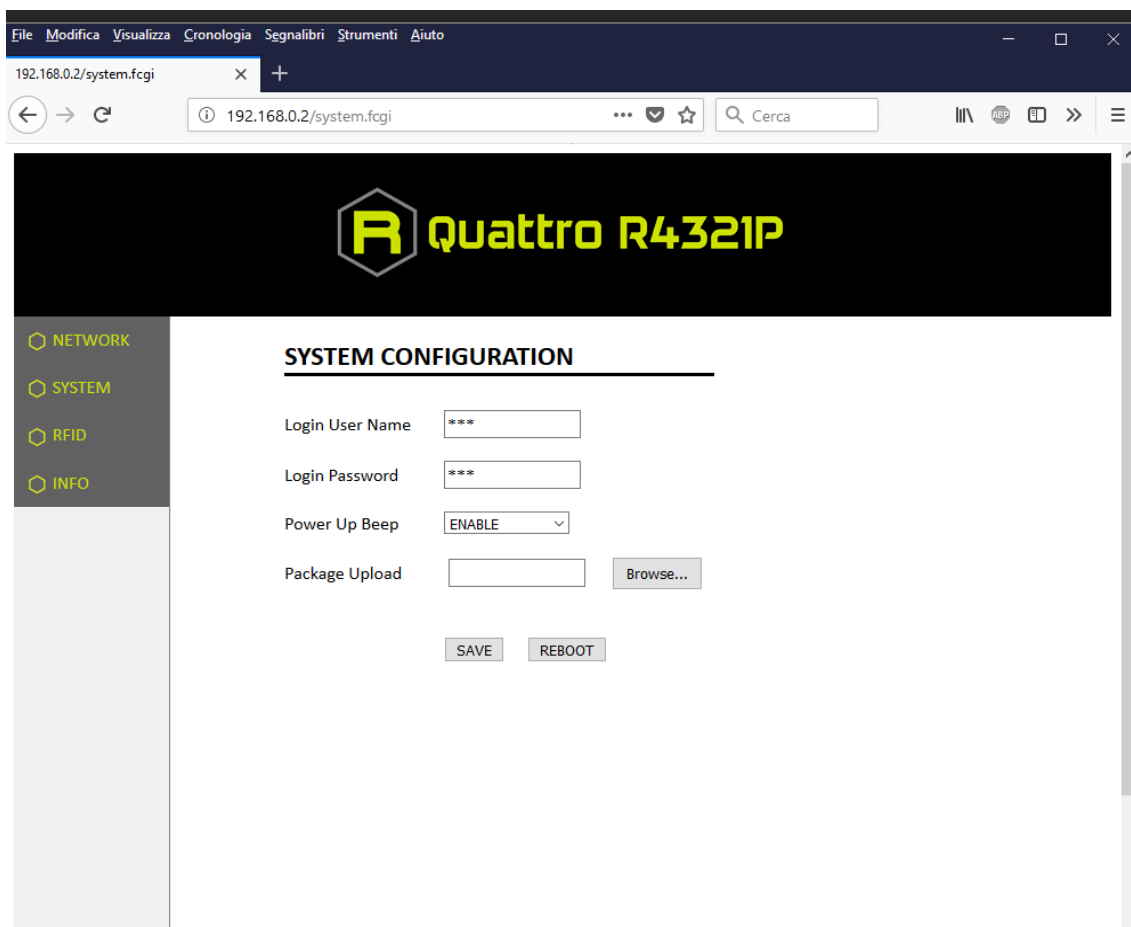 File Modifica Visualizza Cronologia Segnalibri Strumenti Aiuto
192.168.0.2/system.fcgi
192.168.0.2/system.fcgi
Cerca
ABP
R Quattro R4321P
NETWORK
SYSTEM
RFID
INFO
SYSTEM CONFIGURATION
Login User Name ***
Login Password ***
Power Up Beep ENABLE
Package Upload Browse...
SAVE REBOOT